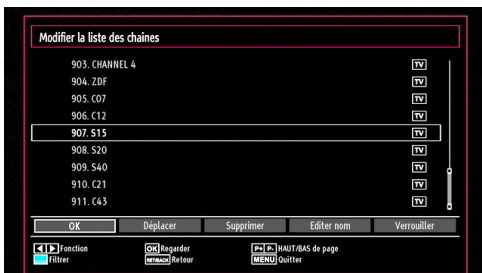 Modifier la liste des chaînes
903. CHANNEL 4 TV
904. ZDF TV
905. C07 TV
906. C12 TV
907. S15 TV
908. S20 TV
909. S40 TV
910. C21 TV
911. C43 TV
OK Déplacer Supprimer Editer nom Verrouiller
Fonction OK Regarder P+ P- HAUT/BAS de page
Filtrer RET/BACK Retour MENU Quitter